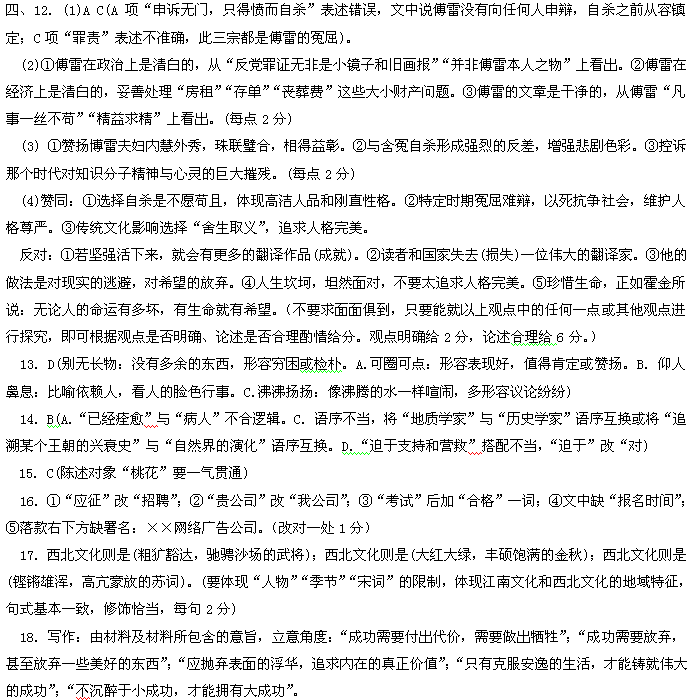 四、12. (1)A C(A 项“申诉无门，只得愤而自杀”表述错误，文中说傅雷没有向任何人申辩，自杀之前从容镇
定；C 项“罪责”表述不准确，此三宗都是傅雷的冤屈)。
(2)①傅雷在政治上是清白的，从“反党罪证无非是小镜子和旧画报”“并非傅雷本人之物”上看出。②傅雷在
经济上是清白的，妥善处理“房租”“存单”“丧葬费”这些大小财产问题。③傅雷的文章是干净的，从傅雷“凡
事一丝不苟”“精益求精”上看出。(每点 2 分)
(3) ①赞扬傅雷夫妇内慧外秀，珠联璧合，相得益彰。②与含冤自杀形成强烈的反差，增强悲剧色彩。③控诉
那个时代对知识分子精神与心灵的巨大摧残。(每点 2 分)
(4)赞同：①选择自杀是不愿苟且，体现高洁人品和刚直性格。②特定时期冤屈难辩，以死抗争社会，维护人
格尊严。③传统文化影响选择“舍生取义”，追求人格完美。
反对：①若坚强活下来，就会有更多的翻译作品(成就)。②读者和国家失去(损失)一位伟大的翻译家。③他的
做法是对现实的逃避，对希望的放弃。④人生坎坷，坦然面对，不要太追求人格完美。⑤珍惜生命，正如霍金所
说：无论人的命运有多坏，有生命就有希望。(不要求面面俱到，只要能就以上观点中的任何一点或其他观点进
行探究，即可根据观点是否明确、论述是否合理酌情给分。观点明确给 2 分，论述合理给 6 分。)
13. D(别无长物：没有多余的东西，形容穷困或检朴。A.可圈可点：形容表现好，值得肯定或赞扬。B. 仰人
鼻息：比喻依赖人，看人的脸色行事。C.沸沸扬扬：像沸腾的水一样喧闹，多形容议论纷纷)
14. B(A.“已经痊愈”与“病人”不合逻辑。C. 语序不当，将“地质学家”与“历史学家”语序互换或将“追
溯某个王朝的兴衰史”与“自然界的演化”语序互换。D.“迫于支持和营救”搭配不当，“迫于”改“对)
15. C(陈述对象“桃花”要一气贯通)
16. ①“应征”改“招聘”；②“贵公司”改“我公司”；③“考试”后加“合格”一词；④文中缺“报名时间”；
⑤落款右下方缺署名：××网络广告公司。(改对一处 1 分)
17. 西北文化则是(粗犷豁达，驰骋沙场的武将)；西北文化则是(大红大绿，丰硕饱满的金秋)；西北文化则是
(铿锵雄浑，高亢豪放的苏词)。(要体现“人物”“季节”“宋词”的限制，体现江南文化和西北文化的地域特征，
句式基本一致，修饰恰当，每句 2 分)
18. 写作：由材料及材料所包含的意旨，立意角度：“成功需要付出代价，需要做出牺牲”；“成功需要放弃，
甚至放弃一些美好的东西”；“应抛弃表面的浮华，追求内在的真正价值”；“只有克服安逸的生活，才能铸就伟大
的成功”；“不沉醉于小成功，才能拥有大成功”。